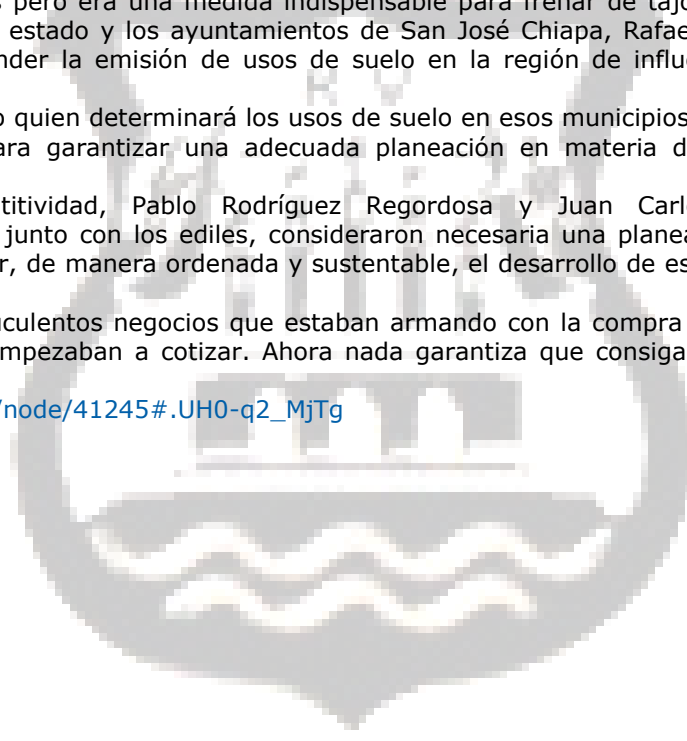 s pero era una medida indispensable para frenar de tajo
estado y los ayuntamientos de San José Chiapa, Rafae
nder la emisión de usos de suelo en la región de influ
o quien determinará los usos de suelo en esos municipios
ara garantizar una adecuada planeación en materia d
titividad, Pablo Rodríguez Regordosa y Juan Carl
junto con los ediles, consideraron necesaria una planea
r, de manera ordenada y sustentable, el desarrollo de es
uculentos negocios que estaban armando con la compra
mpezaban a cotizar. Ahora nada garantiza que consiga
/node/41245#.UH0-q2_MjTg